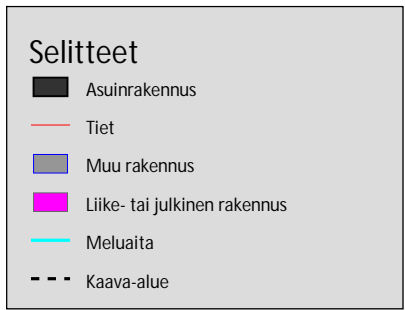 Selitteet
Asuinrakennus
Tiet
Muu rakennus
Liike- tai julkinen rakennus
Meluaita
Kaava-alue